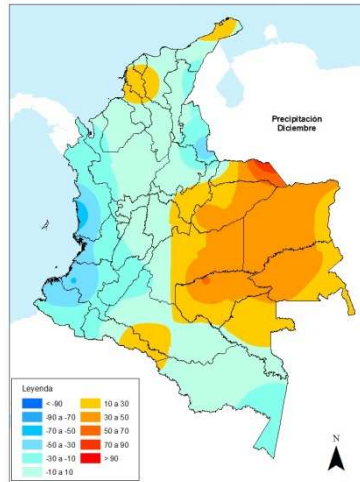 Precipitación
Diciembre
Leyenda
< -90
-90 a -70
-70 a -50
-50 a -30
-30 a -10
-10 a 10
10 a 30
30 a 50
50 a 70
70 a 90
> 90
N